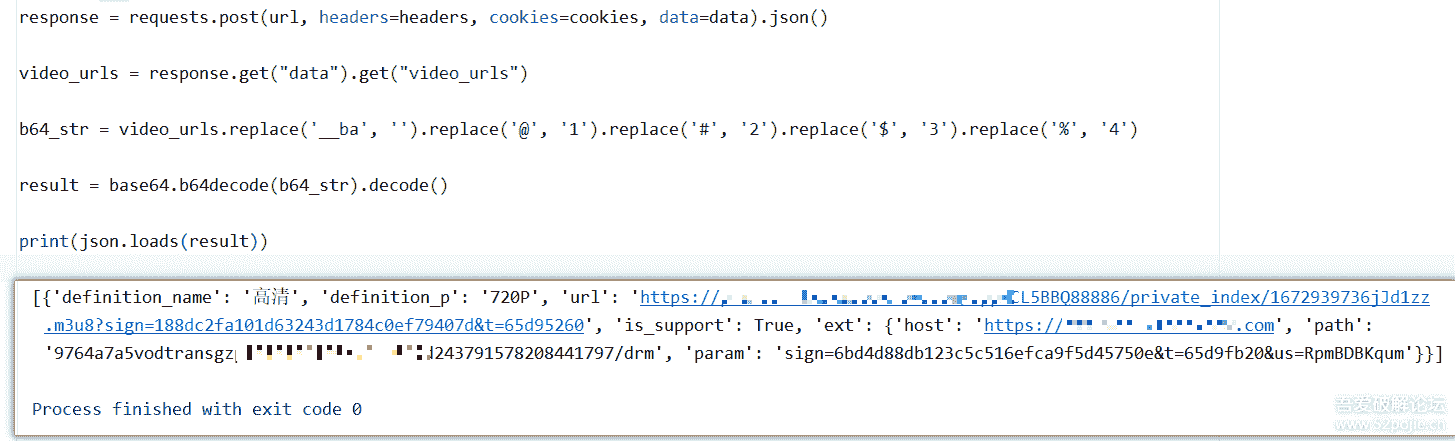 response = requests.post(url, headers=headers, cookies=cookies, data=data).json()
video_urls = response.get("data").get("video_urls")
b64_str = video_urls.replace('__ba', '').replace('@', '1').replace('#', '2').replace('$', '3').replace('%', '4')
result = base64.b64decode(b64_str).decode()
print(json.loads(result))
[{'definition_name': '高清', 'definition_p': '720P', 'url': 'https:// CL5BBQ88886/private_index/1672939736jJd1zz
.m3u8?sign=188dc2fa101d63243d1784c0ef79407d&t=65d95260', 'is_support': True, 'ext': {'host': 'https:// .com', 'path':
'9764a7a5vodtransgzp d243791578208441797/drm', 'param': 'sign=6bd4d88db123c5c516efca9f5d45750e&t=65d9fb20&us=RpmBDBKqum'}}]
Process finished with exit code 0
吾爱破解论坛
www.52pojie.cn